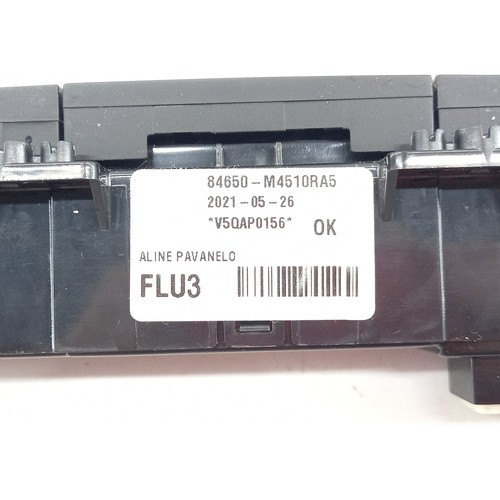 84650-M4510RA5
2021-05-26
*V5QAP0156*
OK
ALINE PAVANELO
FLU3